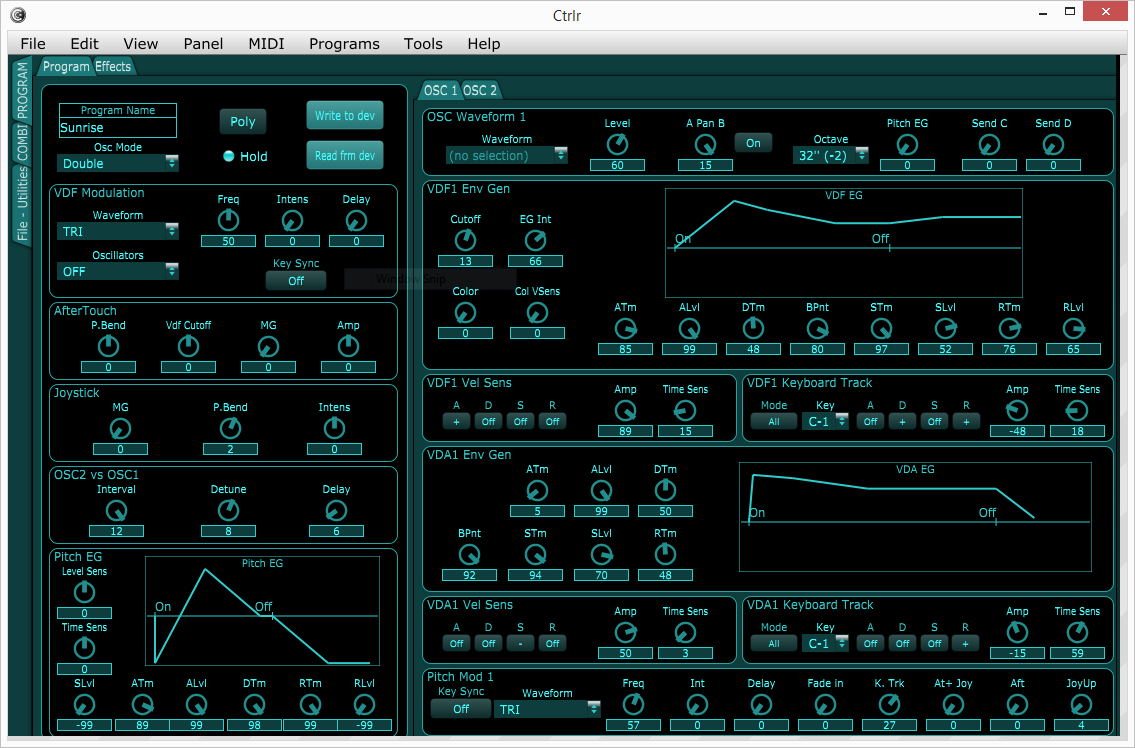 Ctrlr
File Edit View Panel MIDI Programs Tools Help
PROGRAM
COMBI
File - Utilities
Program Effects
Program Name
Sunrise
Poly
Write to dev
Osc Mode
Double
Hold
Read frm dev
VDF Modulation
Waveform
TRI
Oscillators
OFF
Freq Intens Delay
50 0 0
Key Sync
Off
Window Snip
AfterTouch
P.Bend Vdf Cutoff MG Amp
0 0 0 0
Joystick
MG P.Bend Intens
0 2 0
OSC2 vs OSC1
Interval Detune Delay
12 8 6
Pitch EG
Level Sens
0
Time Sens
0
Pitch EG
On Off
SLvl ATm ALvl DTm RTm RLvl
-99 89 99 98 99 -99
OSC 1 OSC 2
OSC Waveform 1
Waveform
(no selection)
Level
60
A Pan B
15
On
Octave
32'' (-2)
Pitch EG
0
Send C
0
Send D
0
VDF1 Env Gen
Cutoff EG Int
13 66
Color Col VSens
0 0
VDF EG
On Off
ATm ALvl DTm BPnt STm SLvl RTm RLvl
85 99 48 80 97 52 76 65
VDF1 Vel Sens
A D S R
+ Off Off Off
Amp Time Sens
89 15
VDF1 Keyboard Track
Mode Key A D S R
All C-1 Off + Off +
Amp Time Sens
-48 18
VDA1 Env Gen
ATm ALvl DTm
5 99 50
BPnt STm SLvl RTm
92 94 70 48
VDA EG
On Off
VDA1 Vel Sens
A D S R
Off Off - Off
Amp Time Sens
50 3
VDA1 Keyboard Track
Mode Key A D S R
All C-1 Off Off Off +
Amp Time Sens
-15 59
Pitch Mod 1
Key Sync
Off
Waveform
TRI
Freq Int Delay Fade in K. Trk At+ Joy Aft JoyUp
57 0 0 0 27 0 0 4